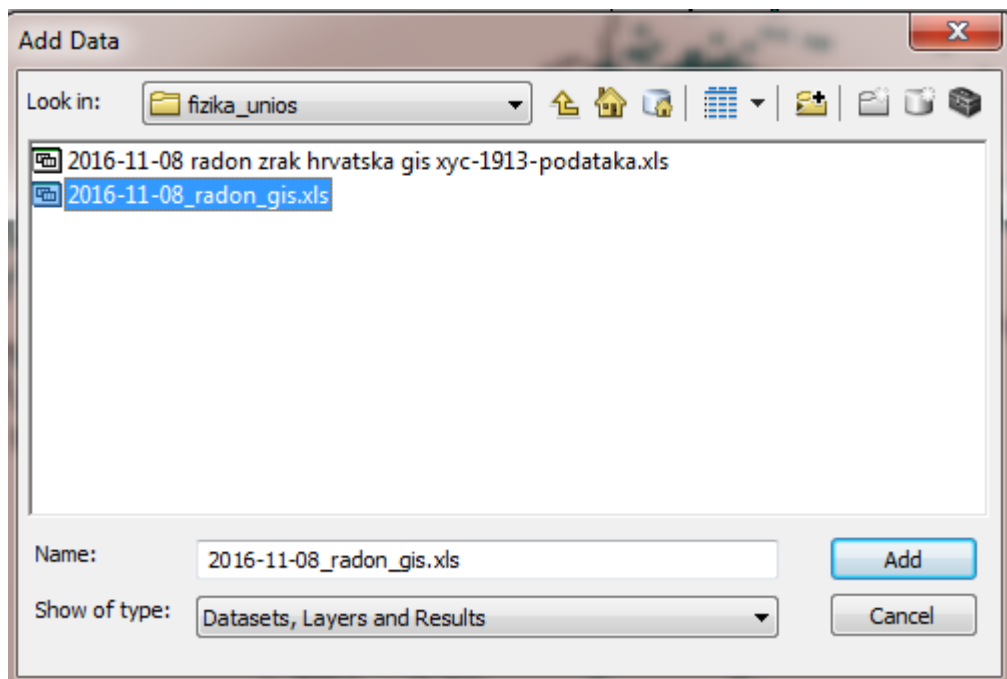 Add Data
Look in: fizika_unios
2016-11-08 radon zrak hrvatska gis xyc-1913-podataka.xls
2016-11-08_radon_gis.xls
Name: 2016-11-08_radon_gis.xls Add
Show of type: Datasets, Layers and Results Cancel